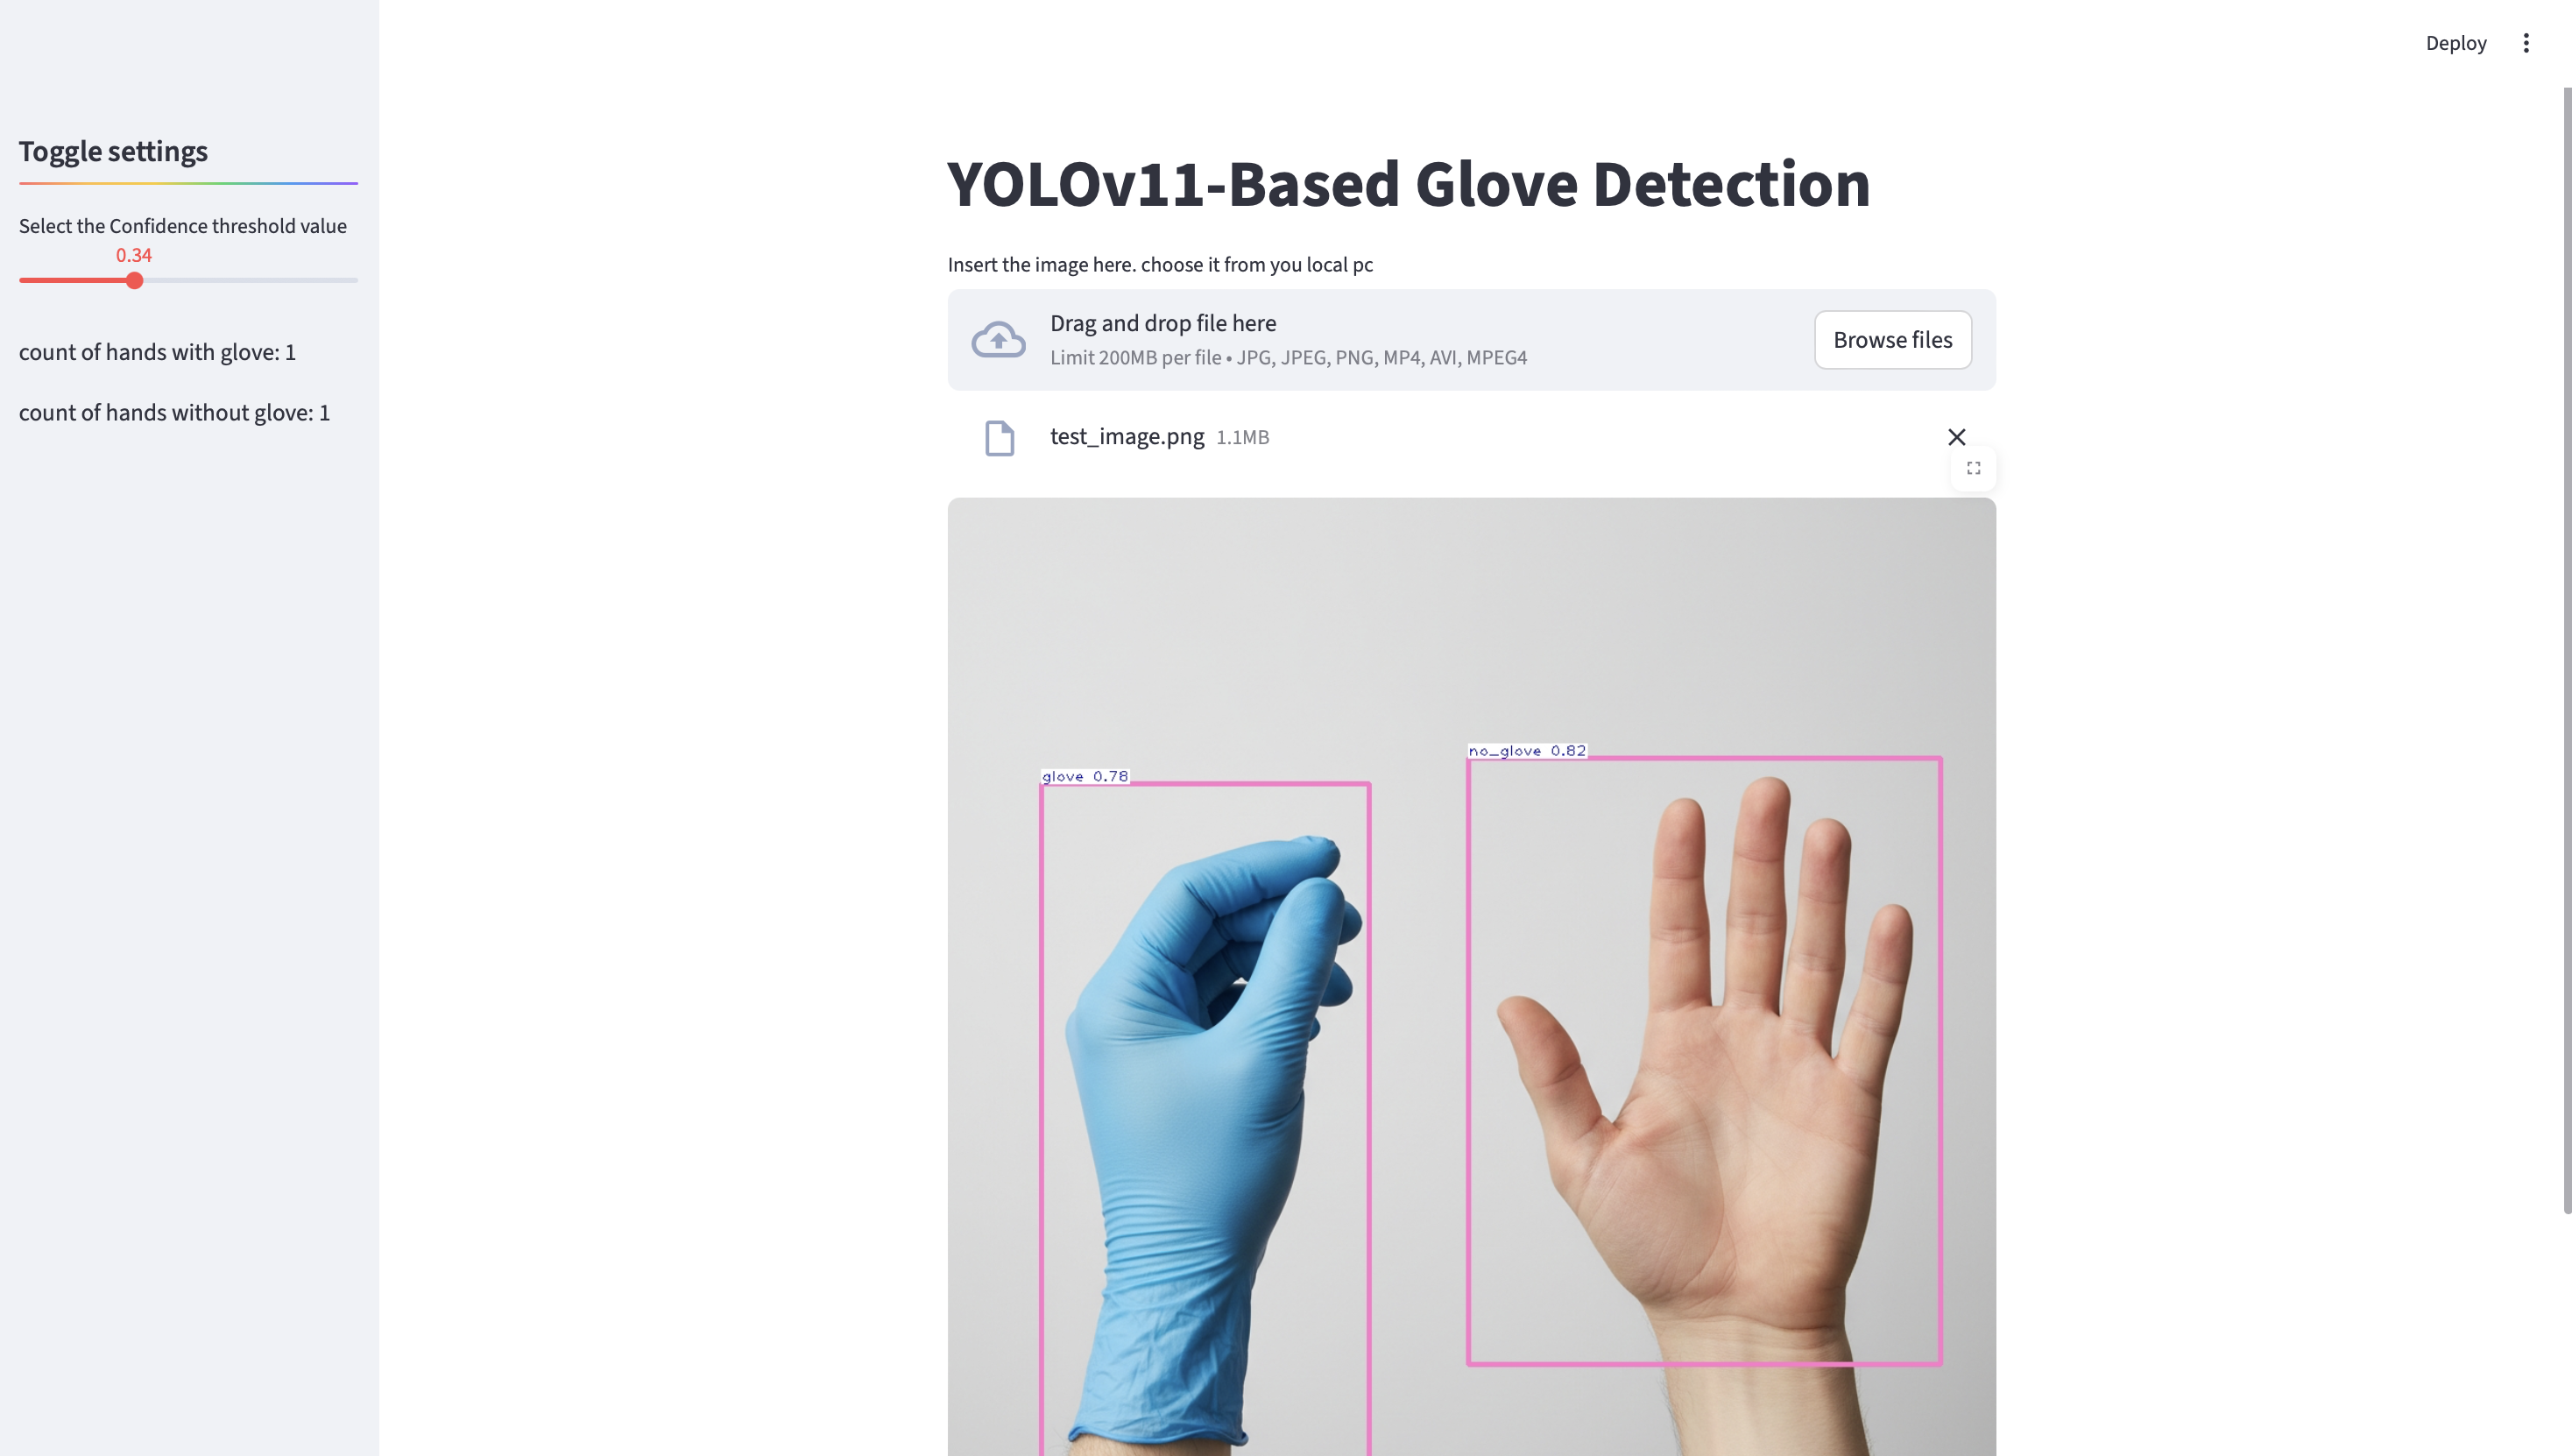 Deploy
Toggle settings
Select the Confidence threshold value
0.34
count of hands with glove: 1
count of hands without glove: 1
YOLOv11-Based Glove Detection
Insert the image here. choose it from you local pc
Drag and drop file here
Limit 200MB per file • JPG, JPEG, PNG, MP4, AVI, MPEG4
Browse files
test_image.png 1.1MB
no_glove 0.82
glove 0.78